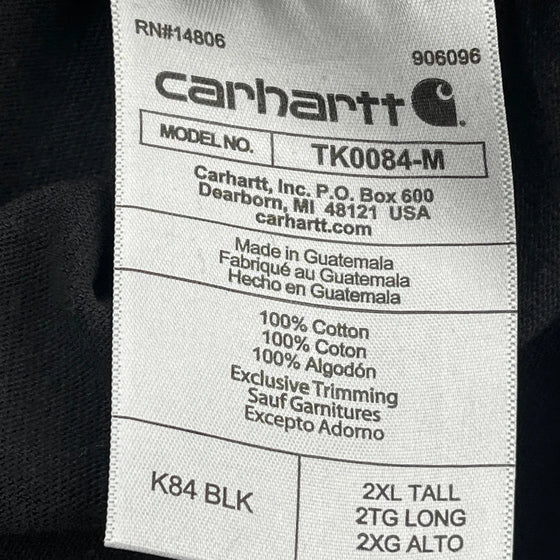 RN#14806
906096
carhartt
MODEL NO. TK0084-M
Carhartt, Inc. P.O. Box 600
Dearborn, MI 48121 USA
carhartt.com
Made in Guatemala
Fabriqué au Guatemala
Hecho en Guatemala
100% Cotton
100% Coton
100% Algodón
Exclusive Trimming
Sauf Garnitures
Excepto Adorno
K84 BLK
2XL TALL
2TG LONG
2XG ALTO